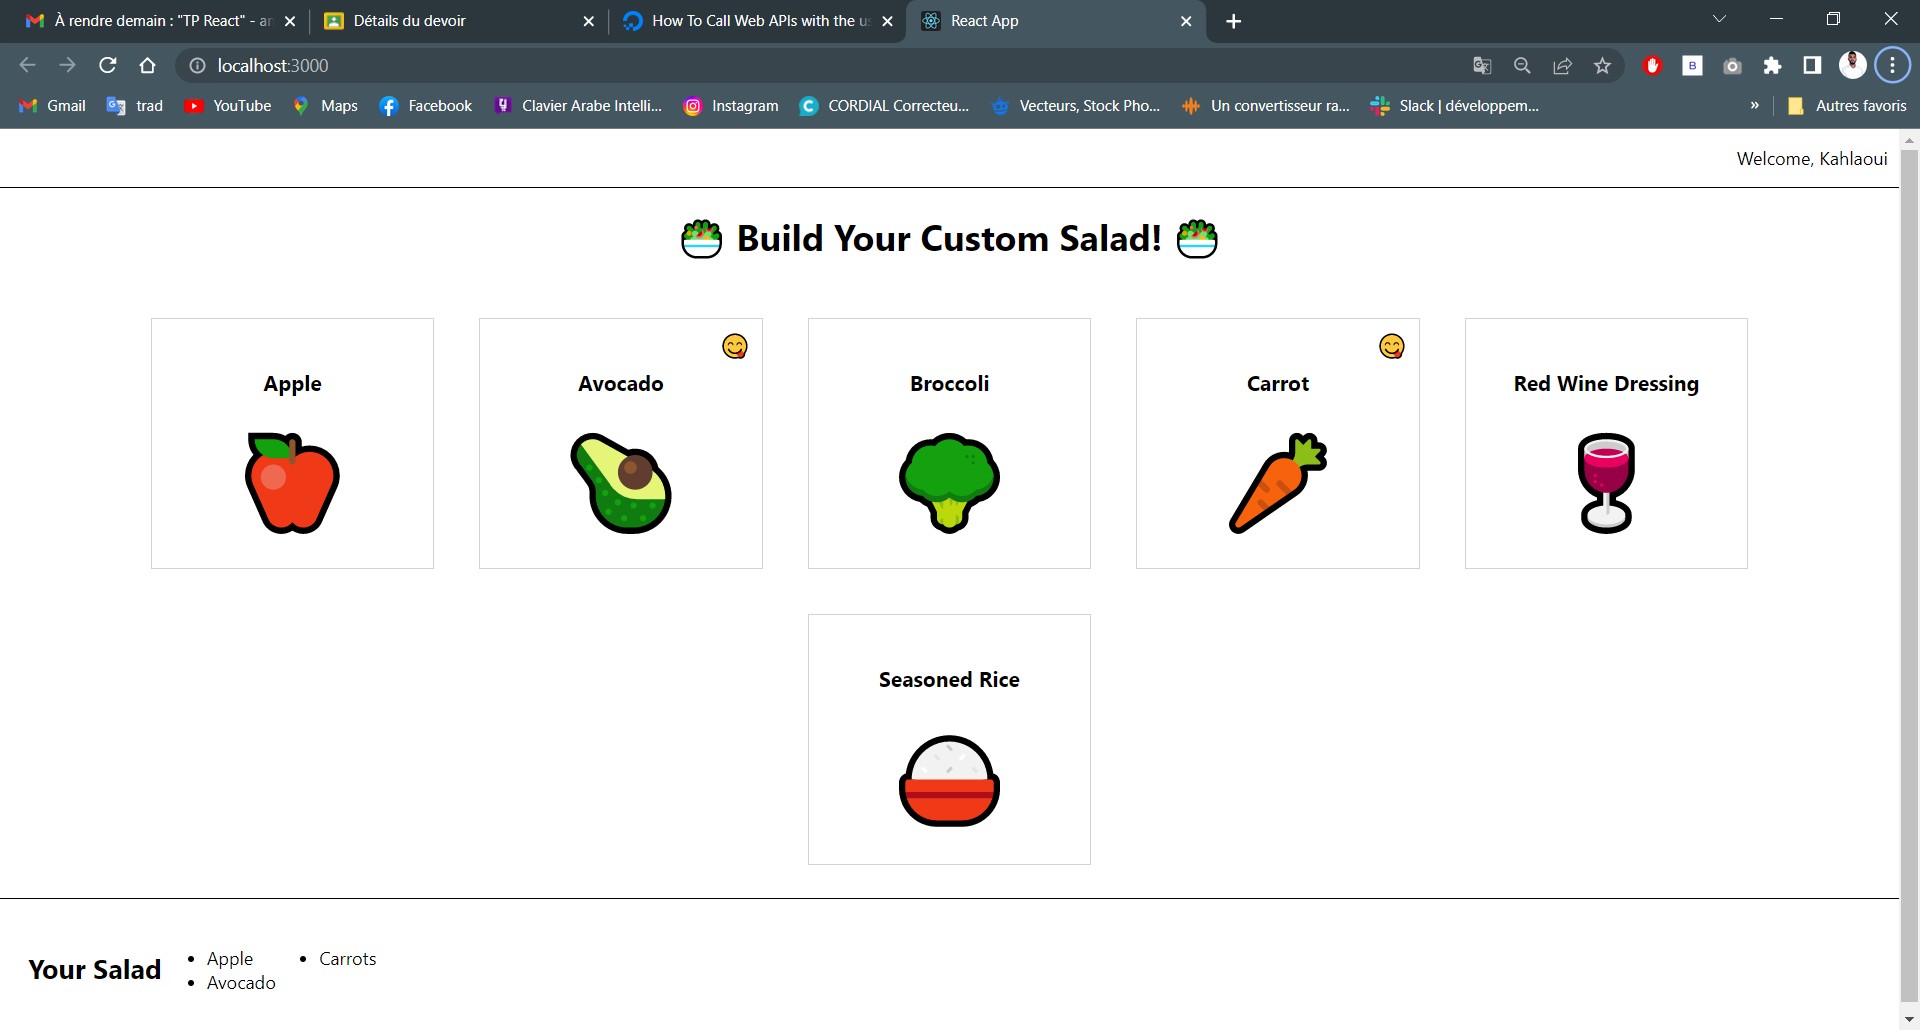 À rendre demain : "TP React" - an
Détails du devoir
How To Call Web APIs with the us
React App
localhost:3000
Gmail
trad
YouTube
Maps
Facebook
Clavier Arabe Intelli...
Instagram
CORDIAL Correcteu...
Vecteurs, Stock Pho...
Un convertisseur ra...
Slack | développem...
»
Autres favoris
Welcome, Kahlaoui
Build Your Custom Salad!
Apple
Avocado
Broccoli
Carrot
Red Wine Dressing
Seasoned Rice
Your Salad
• Apple
• Avocado
• Carrots